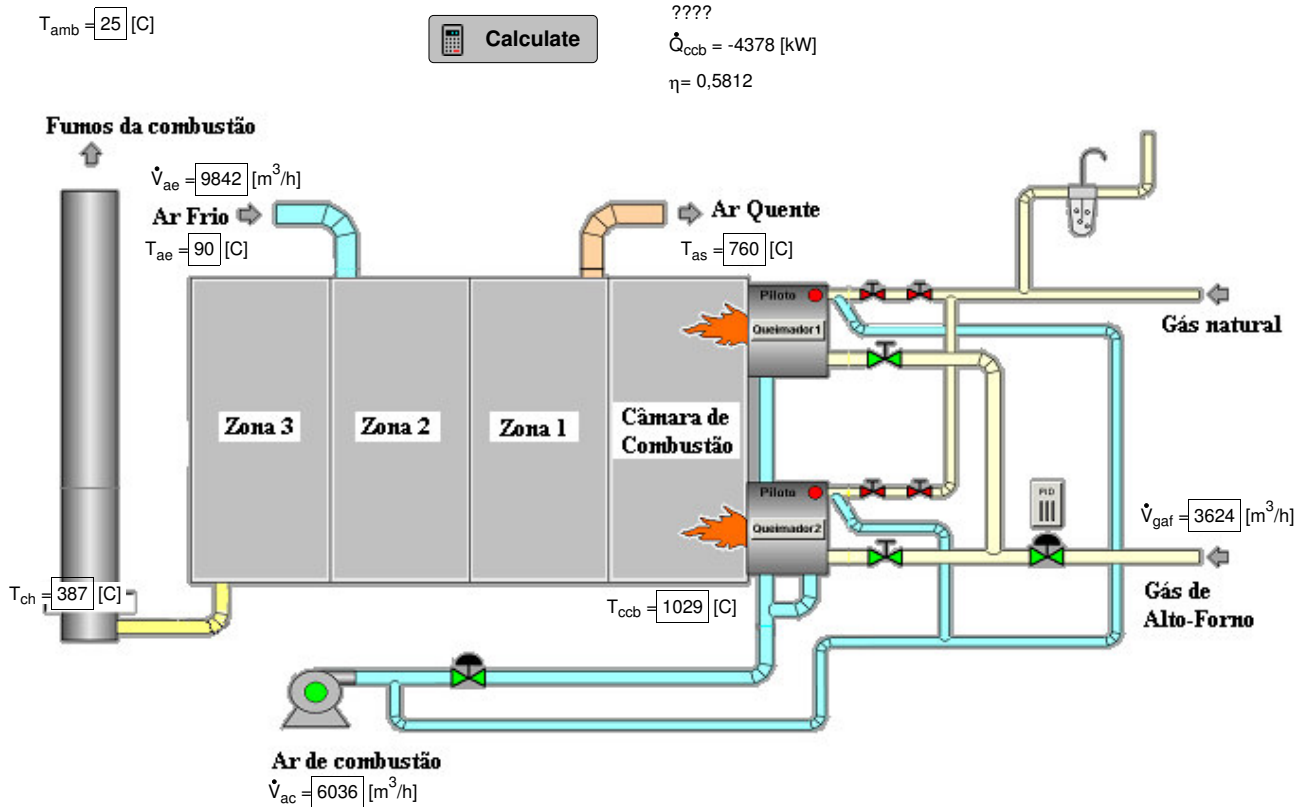 T_amb = 25 [C]
Calculate
????
Q̇_ccb = -4378 [kW]
η= 0,5812
Fumos da combustão
V̇_ae = 9842 [m³/h]
Ar Frio
Ar Quente
T_ae = 90 [C]
T_as = 760 [C]
Piloto
Queimador1
Gás natural
Zona 3
Zona 2
Zona 1
Câmara de
Combustão
Piloto
Queimador2
PID
V̇_gaf = 3624 [m³/h]
T_ch = 387 [C]
T_ccb = 1029 [C]
Gás de
Alto-Forno
Ar de combustão
V̇_ac = 6036 [m³/h]